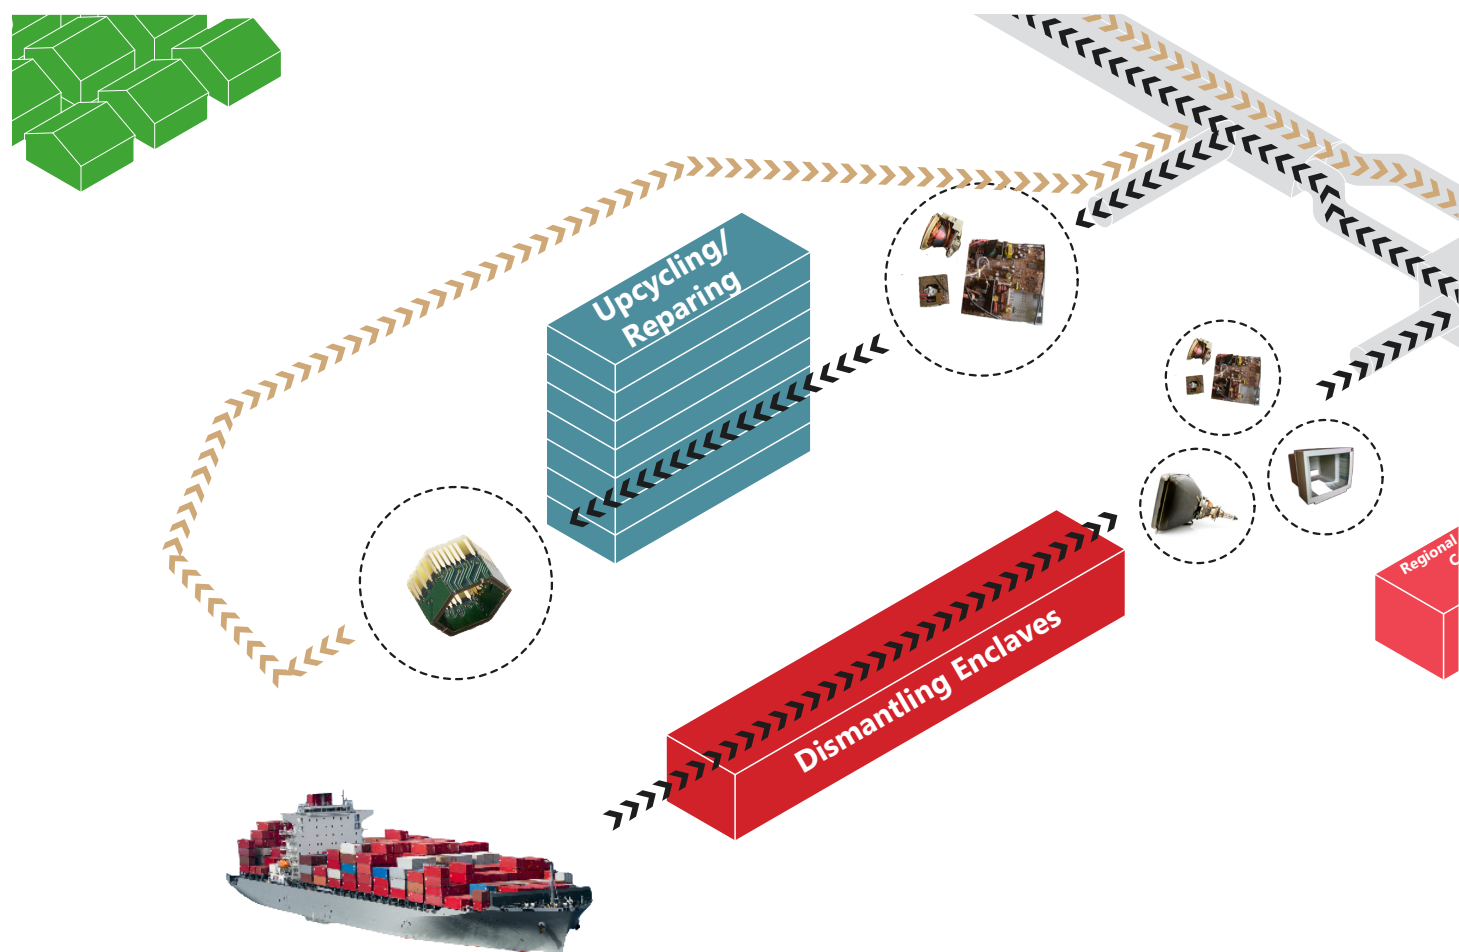 Upcycling/
Reparing
Regional
Dismantling Enclaves